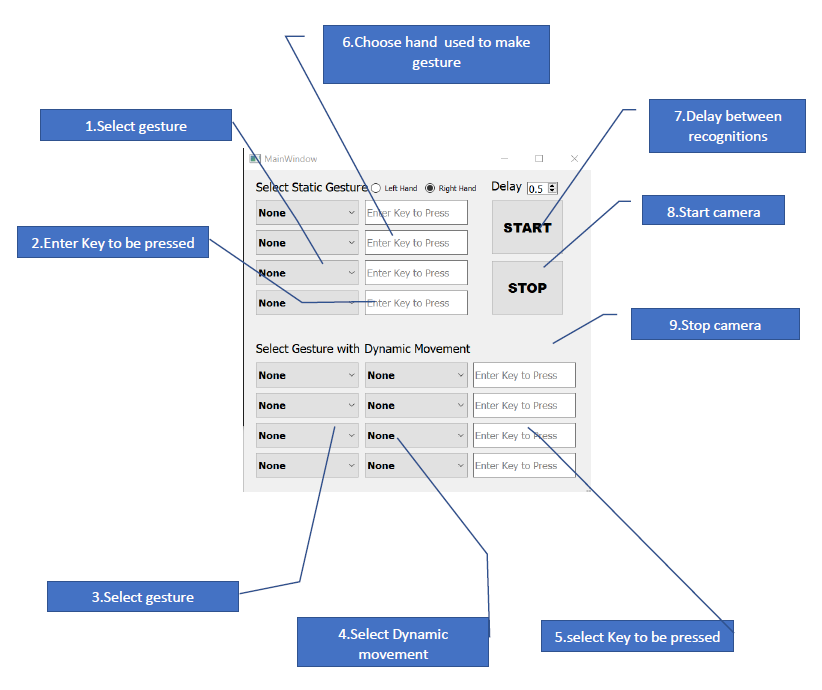 6.Choose hand used to make
gesture
1.Select gesture
7.Delay between
recognitions
MainWindow
Select Static Gesture Left Hand Right Hand Delay 0.5
None Enter Key to Press START
8.Start camera
None Enter Key to Press
2.Enter Key to be pressed
None Enter Key to Press STOP
None Enter Key to Press
9.Stop camera
Select Gesture with Dynamic Movement
None None Enter Key to Press
None None Enter Key to Press
None None Enter Key to Press
None None Enter Key to Press
3.Select gesture
4.Select Dynamic
movement
5.select Key to be pressed